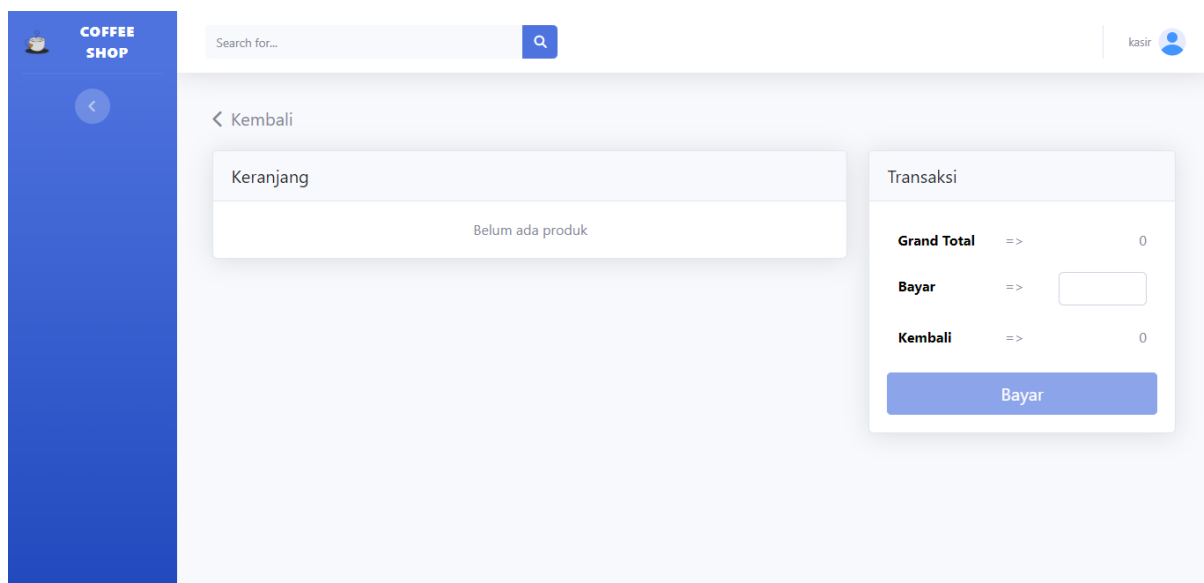 COFFEE
SHOP
Search for...
kasir
Kembali
Keranjang
Belum ada produk
Transaksi
Grand Total => 0
Bayar =>
Kembali => 0
Bayar